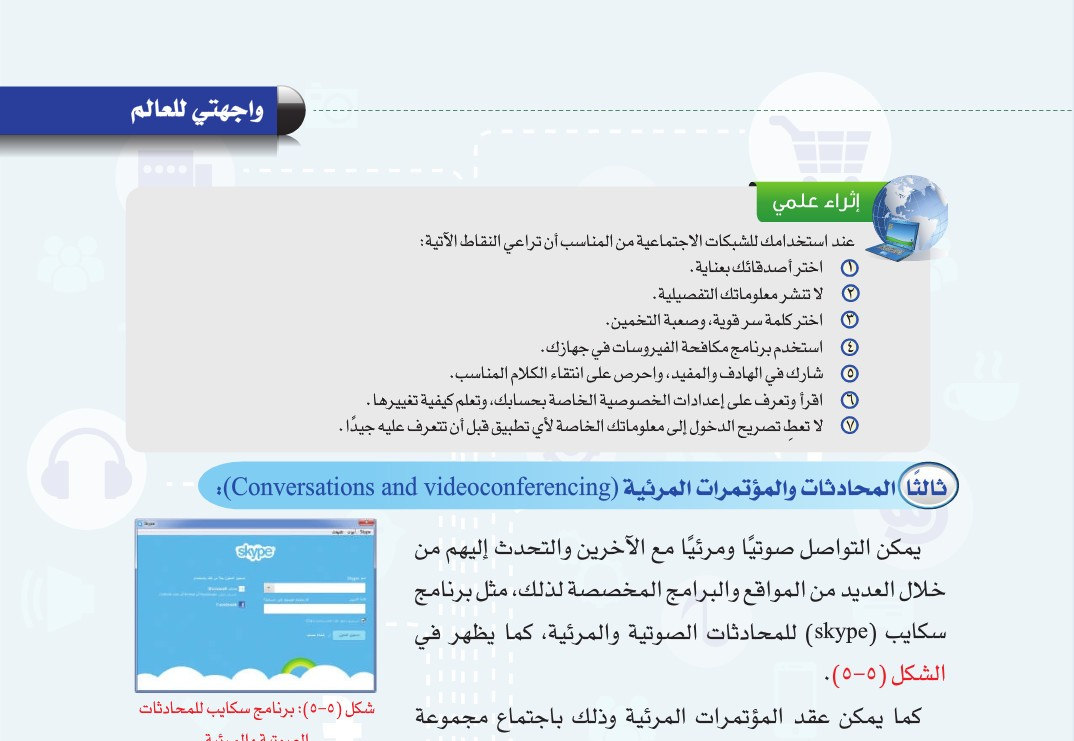 واجهتي للعالم
إثراء علمي
عند استخدامك للشبكات الاجتماعية من المناسب أن تراعي النقاط الآتية:
١ اختر أصدقائك بعناية.
٢ لا تنشر معلوماتك التفصيلية.
٣ اختر كلمة سر قوية، وصعبة التخمين.
٤ استخدم برنامج مكافحة الفيروسات في جهازك.
٥ شارك في الهادف والمفيد، واحرص على انتقاء الكلام المناسب.
٦ اقرأ وتعرف على إعدادات الخصوصية الخاصة بحسابك، وتعلم كيفية تغييرها.
٧ لا تعطِ تصريح الدخول إلى معلوماتك الخاصة لأي تطبيق قبل أن تتعرف عليه جيدًا.
ثالثًا المحادثات والمؤتمرات المرئية (Conversations and videoconferencing):
يمكن التواصل صوتيًا ومرئيًا مع الآخرين والتحدث إليهم من
خلال العديد من المواقع والبرامج المخصصة لذلك، مثل برنامج
سكايب (skype) للمحادثات الصوتية والمرئية، كما يظهر في
الشكل (٥-٥).
كما يمكن عقد المؤتمرات المرئية وذلك باجتماع مجموعة
skype
شكل (٥-٥): برنامج سكايب للمحادثات